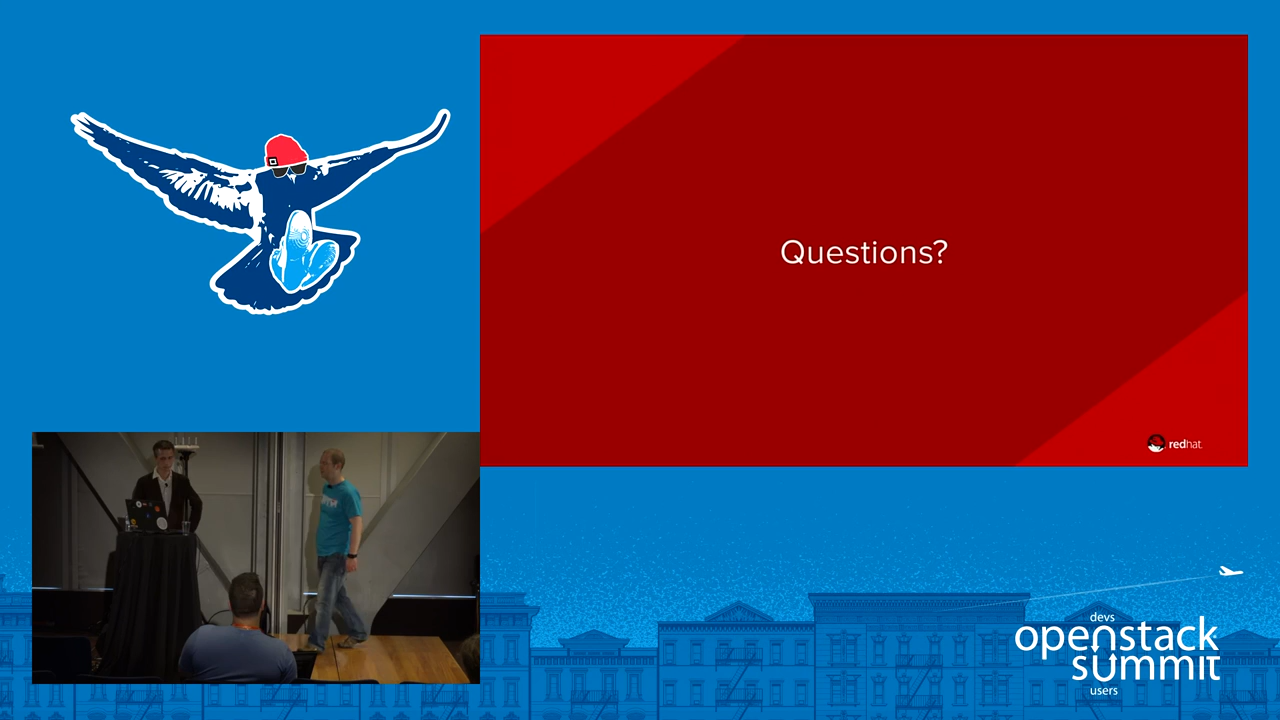 Questions?
redhat.
devs
openstack
summit
users